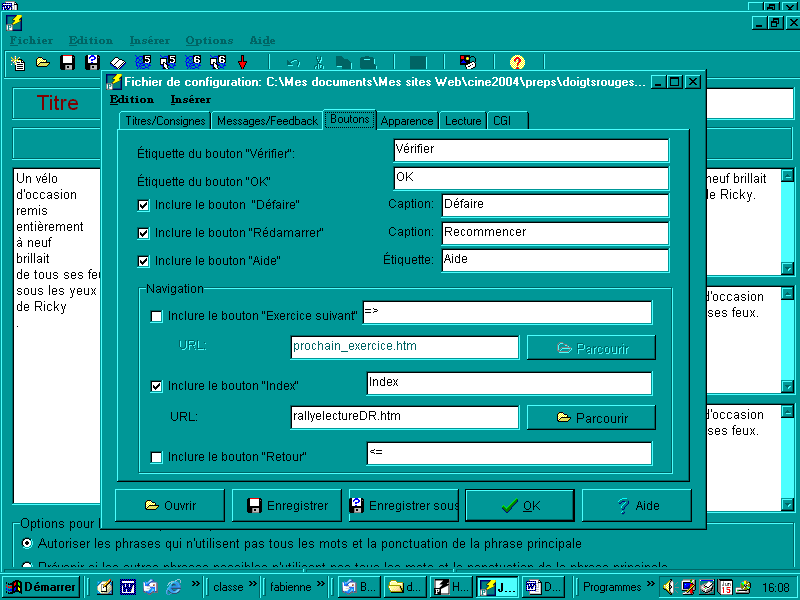 Fichier Edition Insérer Options Aide
Fichier de configuration: C:\Mes documents\Mes sites Web\cine2004\preps\doigtsrouges...
Edition Insérer
Titre
Titres/Consignes Messages/Feedback Boutons Apparence Lecture CGI
Étiquette du bouton "Vérifier": Vérifier
Étiquette du bouton "OK" OK
Inclure le bouton "Défaire" Caption: Défaire
Inclure le bouton "Rédamarrer" Caption: Recommencer
Inclure le bouton "Aide" Étiquette: Aide
Navigation
Inclure le bouton "Exercice suivant" =>
URL: prochain_exercice.htm Parcourir
Inclure le bouton "Index" Index
URL: rallyelectureDR.htm Parcourir
Inclure le bouton "Retour" <=
Ouvrir Enregistrer Enregistrer sous OK Aide
Un vélo
d'occasion
remis
entièrement
à neuf
brillait
de tous ses feu
sous les yeux
de Ricky
.
neuf brillait
de Ricky.
d'occasion
ses feux.
d'occasion
ses feux.
Options pour
Autoriser les phrases qui n'utilisent pas tous les mots et la ponctuation de la phrase principale
Prévenir si les autres phrases possibles n'utilisent pas tous les mots et la ponctuation de la phrase principale
Démarrer classe » fabienne » B... d... H... J... D... Programmes » 16:08